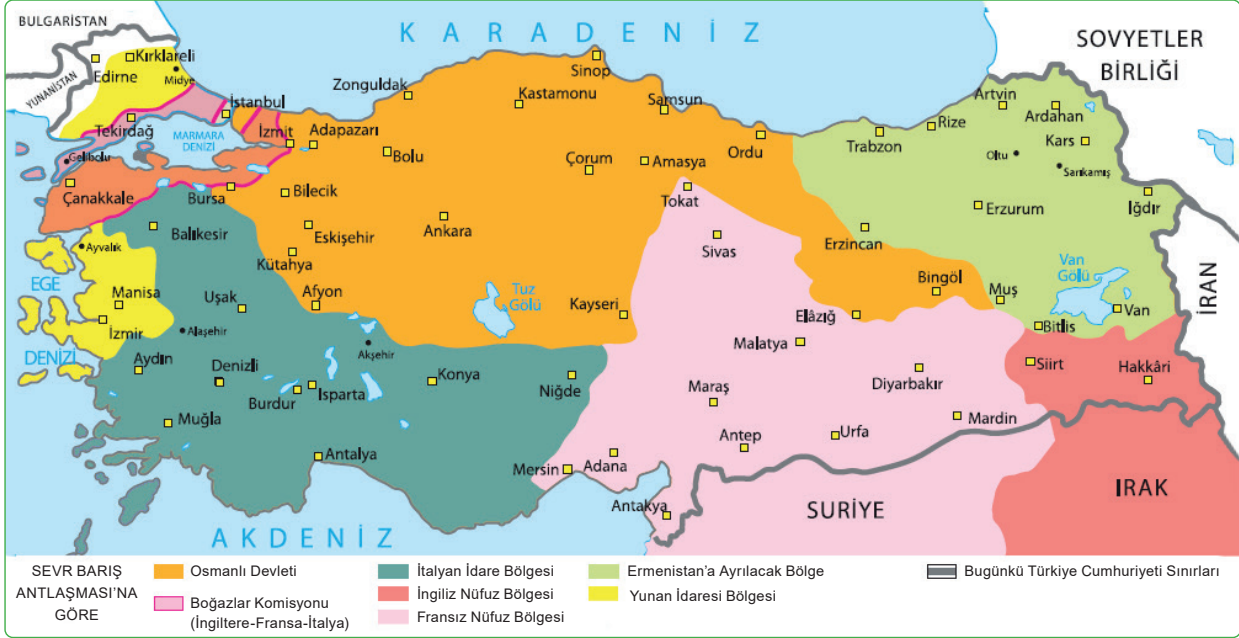 BULGARİSTAN
KARADENİZ
SOVYETLER
BİRLİĞİ
YUNANİSTAN
Kırklareli
Edirne
Midye
İstanbul
Tekirdağ
MARMARA
DENİZİ
İzmit
Adapazarı
Gelibolu
Çanakkale
Bursa
Zonguldak
Kastamonu
Sinop
Samsun
Bolu
Çorum
Amasya
Ordu
Tokat
Bilecik
Eskişehir
Ankara
Kütahya
Afyon
Tuz
Gölü
Kayseri
Trabzon
Rize
Artvin
Ardahan
Kars
Oltu
Sarıkamış
Iğdır
Erzurum
Erzincan
Bingöl
Muş
Van
Gölü
Van
Bitlis
İRAN
Sivas
Elâzığ
Malatya
Diyarbakır
Siirt
Hakkâri
Mardin
Maraş
Antep
Urfa
Adana
Mersin
Antakya
SURİYE
IRAK
EGE
DENİZİ
Ayvalık
Balıkesir
Manisa
İzmir
Uşak
Alaşehir
Aydın
Denizli
Burdur
Isparta
Akşehir
Konya
Niğde
Muğla
Antalya
AKDENİZ
SEVR BARIŞ
ANTLAŞMASI'NA
GÖRE
Osmanlı Devleti
Boğazlar Komisyonu
(İngiltere-Fransa-İtalya)
İtalyan İdare Bölgesi
İngiliz Nüfuz Bölgesi
Fransız Nüfuz Bölgesi
Ermenistan'a Ayrılacak Bölge
Yunan İdaresi Bölgesi
Bugünkü Türkiye Cumhuriyeti Sınırları